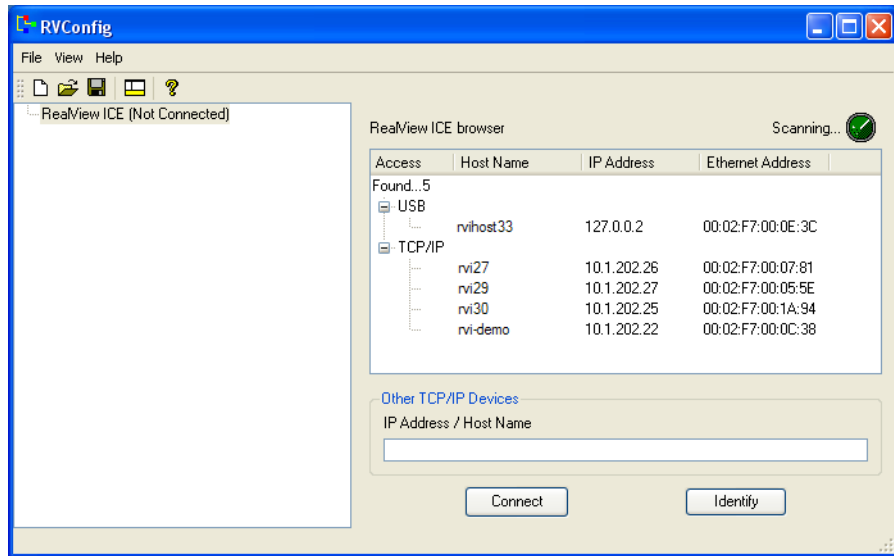 RVConfig
File View Help
RealView ICE (Not Connected)
RealView ICE browser Scanning...
Access Host Name IP Address Ethernet Address
Found...5
USB
rvihost33 127.0.0.2 00:02:F7:00:0E:3C
TCP/IP
rvi27 10.1.202.26 00:02:F7:00:07:81
rvi29 10.1.202.27 00:02:F7:00:05:5E
rvi30 10.1.202.25 00:02:F7:00:1A:94
rvi-demo 10.1.202.22 00:02:F7:00:0C:38
Other TCP/IP Devices
IP Address / Host Name
Connect Identify